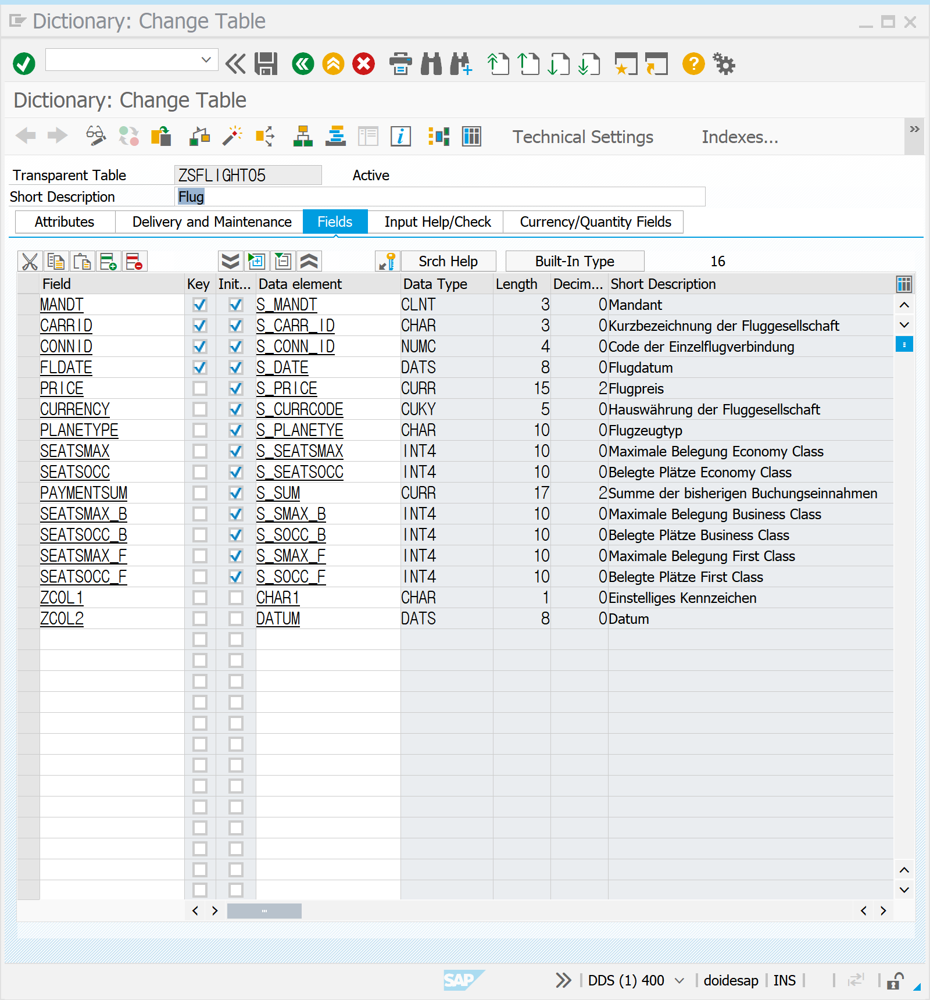 Dictionary: Change Table
Dictionary: Change Table
Technical Settings Indexes...
Transparent Table ZSFLIGHT05 Active
Short Description Flug
Attributes Delivery and Maintenance Fields Input Help/Check Currency/Quantity Fields
Srch Help Built-In Type 16
Field Key Init... Data element Data Type Length Decim... Short Description
MANDT S_MANDT CLNT 3 0 Mandant
CARRID S_CARR_ID CHAR 3 0 Kurzbezeichnung der Fluggesellschaft
CONNID S_CONN_ID NUMC 4 0 Code der Einzelflugverbindung
FLDATE S_DATE DATS 8 0 Flugdatum
PRICE S_PRICE CURR 15 2 Flugpreis
CURRENCY S_CURRCODE CUKY 5 0 Hauswährung der Fluggesellschaft
PLANETYPE S_PLANETYE CHAR 10 0 Flugzeugtyp
SEATSMAX S_SEATSMAX INT4 10 0 Maximale Belegung Economy Class
SEATSOCC S_SEATSOCC INT4 10 0 Belegte Plätze Economy Class
PAYMENTSUM S_SUM CURR 17 2 Summe der bisherigen Buchungseinnahmen
SEATSMAX_B S_SMAX_B INT4 10 0 Maximale Belegung Business Class
SEATSOCC_B S_SOCC_B INT4 10 0 Belegte Plätze Business Class
SEATSMAX_F S_SMAX_F INT4 10 0 Maximale Belegung First Class
SEATSOCC_F S_SOCC_F INT4 10 0 Belegte Plätze First Class
ZCOL1 CHAR1 CHAR 1 0 Einstelliges Kennzeichen
ZCOL2 DATUM DATS 8 0 Datum
SAP DDS (1) 400 doidesap INS